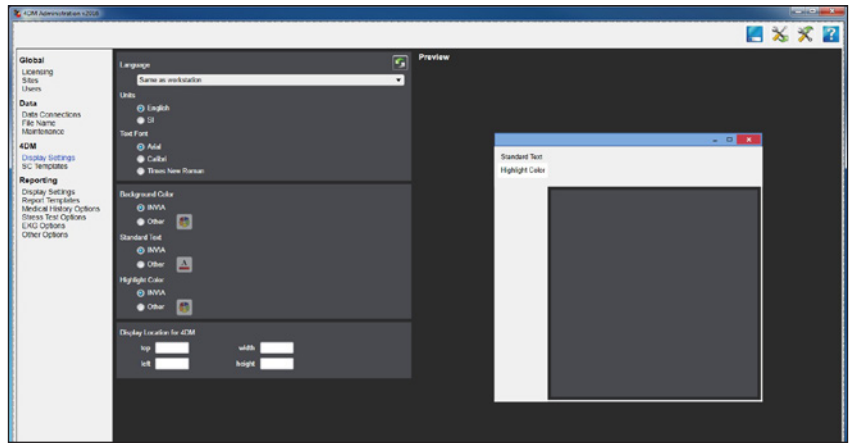 4DM Administration v2018
Global
Licensing
Sites
Users
Data
Data Connections
File Name
Maintenance
4DM
Display Settings
SC Templates
Reporting
Display Settings
Report Templates
Medical History Options
Stress Test Options
EKG Options
Other Options
Language
Same as workstation
Units
English
SI
Text Font
Arial
Calibri
Times New Roman
Background Color
INVIA
Other
Standard Text
INVIA
Other
A
Highlight Color
INVIA
Other
Display Location for 4DM
top
width
left
height
Preview
Standard Text
Highlight Color
?